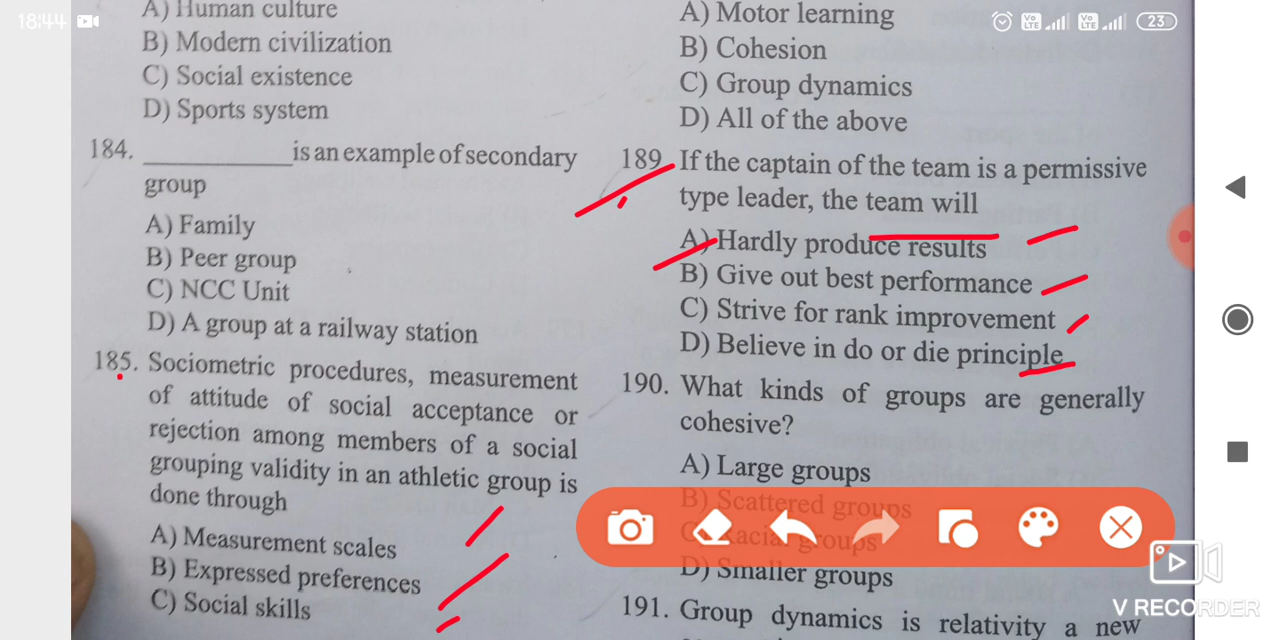 18:44
23
A) Human culture
B) Modern civilization
C) Social existence
D) Sports system
184. __________ is an example of secondary
group
A) Family
B) Peer group
C) NCC Unit
D) A group at a railway station
185. Sociometric procedures, measurement
of attitude of social acceptance or
rejection among members of a social
grouping validity in an athletic group is
done through
A) Measurement scales
B) Expressed preferences
C) Social skills
A) Motor learning
B) Cohesion
C) Group dynamics
D) All of the above
189. If the captain of the team is a permissive
type leader, the team will
A) Hardly produce results
B) Give out best performance
C) Strive for rank improvement
D) Believe in do or die principle
190. What kinds of groups are generally
cohesive?
A) Large groups
B) Scattered groups
C) Racial groups
D) Smaller groups
191. Group dynamics is relativity a new
V RECORDER